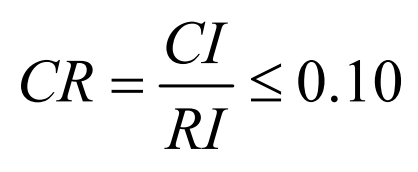 CR = CI / RI ≤ 0.10